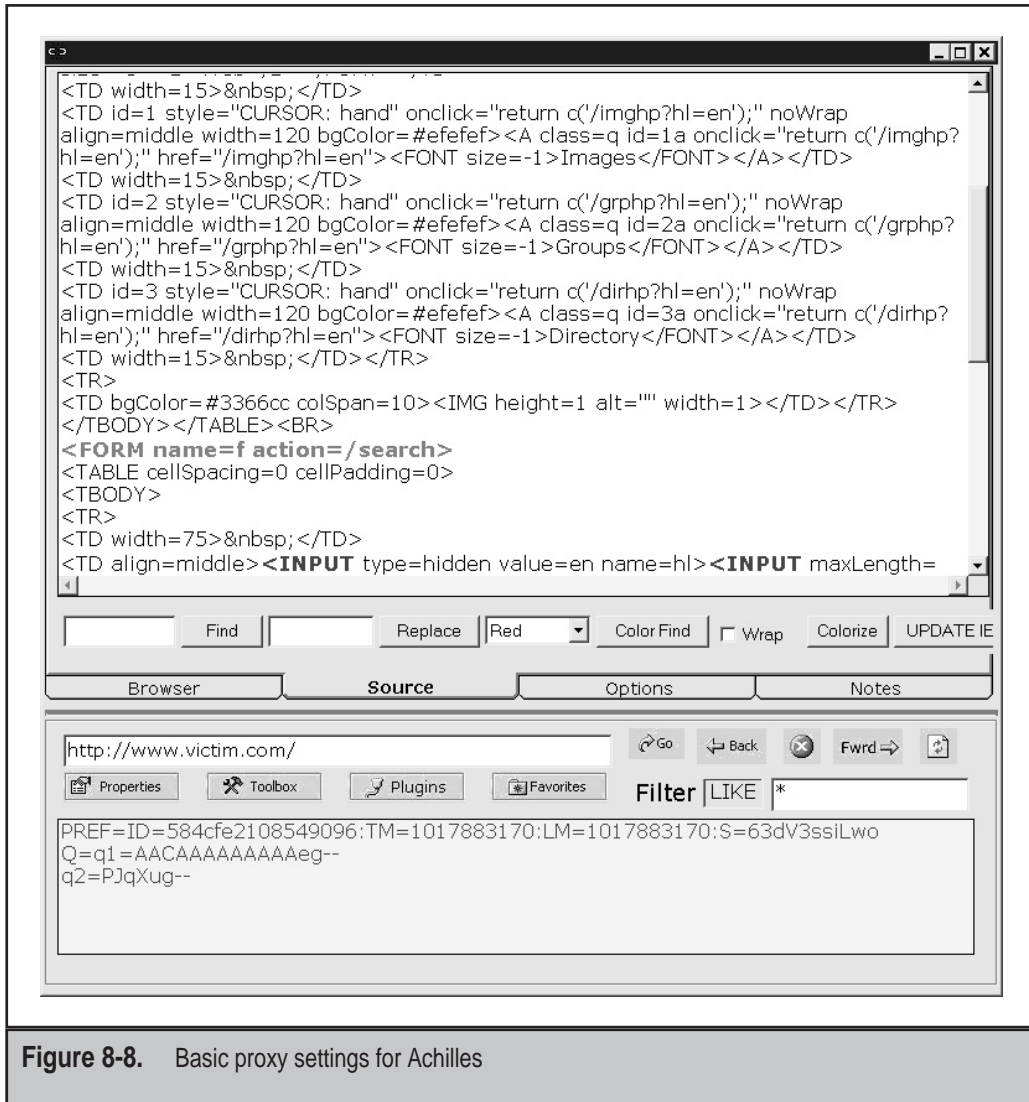 <TD width=15>&nbsp;</TD>
<TD id=1 style="CURSOR: hand" onclick="return c('/imghp?hl=en');" noWrap
align=middle width=120 bgColor=#efefef><A class=q id=1a onclick="return c('/imghp?
hl=en');" href="/imghp?hl=en"><FONT size=-1>Images</FONT></A></TD>
<TD width=15>&nbsp;</TD>
<TD id=2 style="CURSOR: hand" onclick="return c('/grphp?hl=en');" noWrap
align=middle width=120 bgColor=#efefef><A class=q id=2a onclick="return c('/grphp?
hl=en');" href="/grphp?hl=en"><FONT size=-1>Groups</FONT></A></TD>
<TD width=15>&nbsp;</TD>
<TD id=3 style="CURSOR: hand" onclick="return c('/dirhp?hl=en');" noWrap
align=middle width=120 bgColor=#efefef><A class=q id=3a onclick="return c('/dirhp?
hl=en');" href="/dirhp?hl=en"><FONT size=-1>Directory</FONT></A></TD>
<TD width=15>&nbsp;</TD></TR>
<TR>
<TD bgColor=#3366cc colSpan=10><IMG height=1 alt="" width=1></TD></TR>
</TBODY></TABLE><BR>
<FORM name=f action=/search>
<TABLE cellSpacing=0 cellPadding=0>
<TBODY>
<TR>
<TD width=75>&nbsp;</TD>
<TD align=middle><INPUT type=hidden value=en name=hl><INPUT maxLength=
Find Replace Red Color Find Wrap Colorize UPDATE IE
Browser Source Options Notes
http://www.victim.com/ Go Back Fwrd
Properties Toolbox Plugins Favorites Filter LIKE *
PREF=ID=584cfe2108549096:TM=1017883170:LM=1017883170:S=63dV3ssiLwo
Q=q1=AACAAAAAAAAAeg--
q2=PJqXug--
Figure 8-8. Basic proxy settings for Achilles